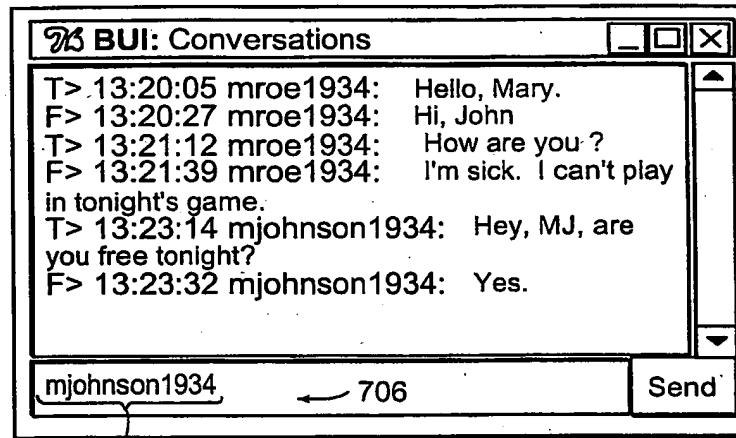 BUI: Conversations
T> 13:20:05 mroe1934: Hello, Mary.
F> 13:20:27 mroe1934: Hi, John
T> 13:21:12 mroe1934: How are you ?
F> 13:21:39 mroe1934: I'm sick. I can't play
in tonight's game.
T> 13:23:14 mjohnson1934: Hey, MJ, are
you free tonight?
F> 13:23:32 mjohnson1934: Yes.
mjohnson1934 706 Send